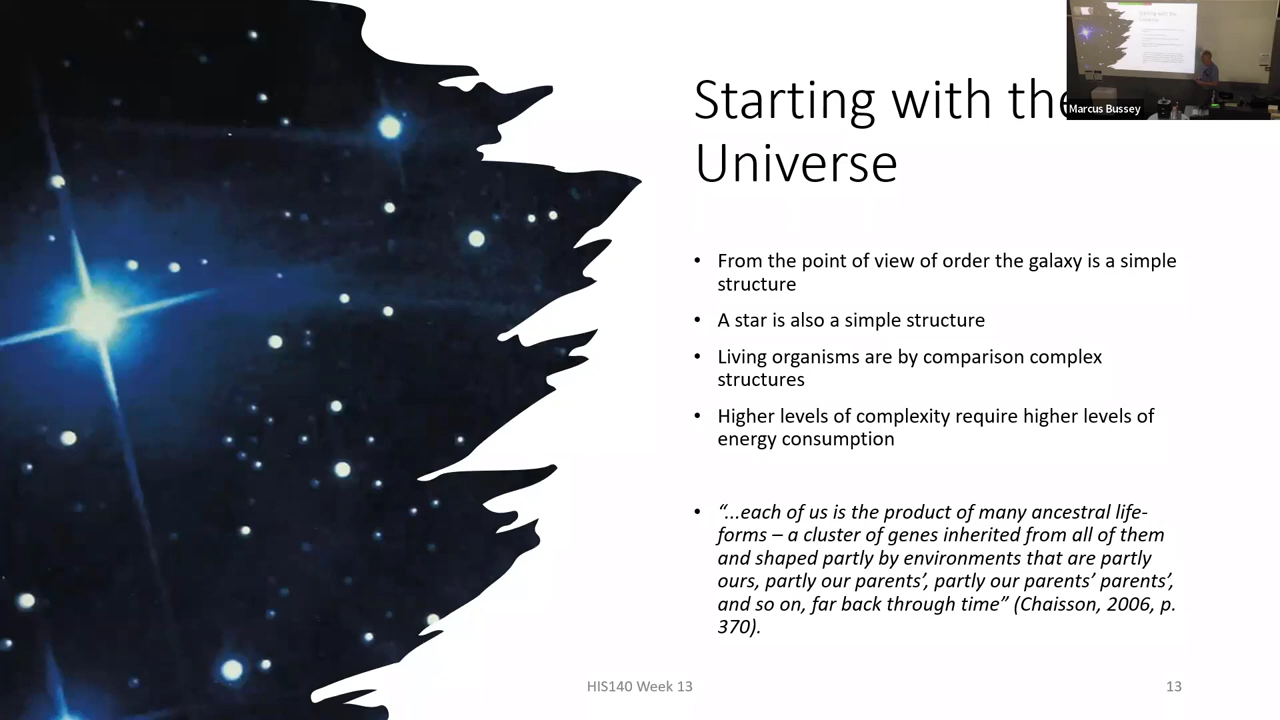 Starting with the
Universe
Marcus Bussey
• From the point of view of order the galaxy is a simple
structure
• A star is also a simple structure
• Living organisms are by comparison complex
structures
• Higher levels of complexity require higher levels of
energy consumption
• “...each of us is the product of many ancestral life-
forms – a cluster of genes inherited from all of them
and shaped partly by environments that are partly
ours, partly our parents’, partly our parents’ parents’,
and so on, far back through time” (Chaisson, 2006, p.
370).
HIS140 Week 13
13